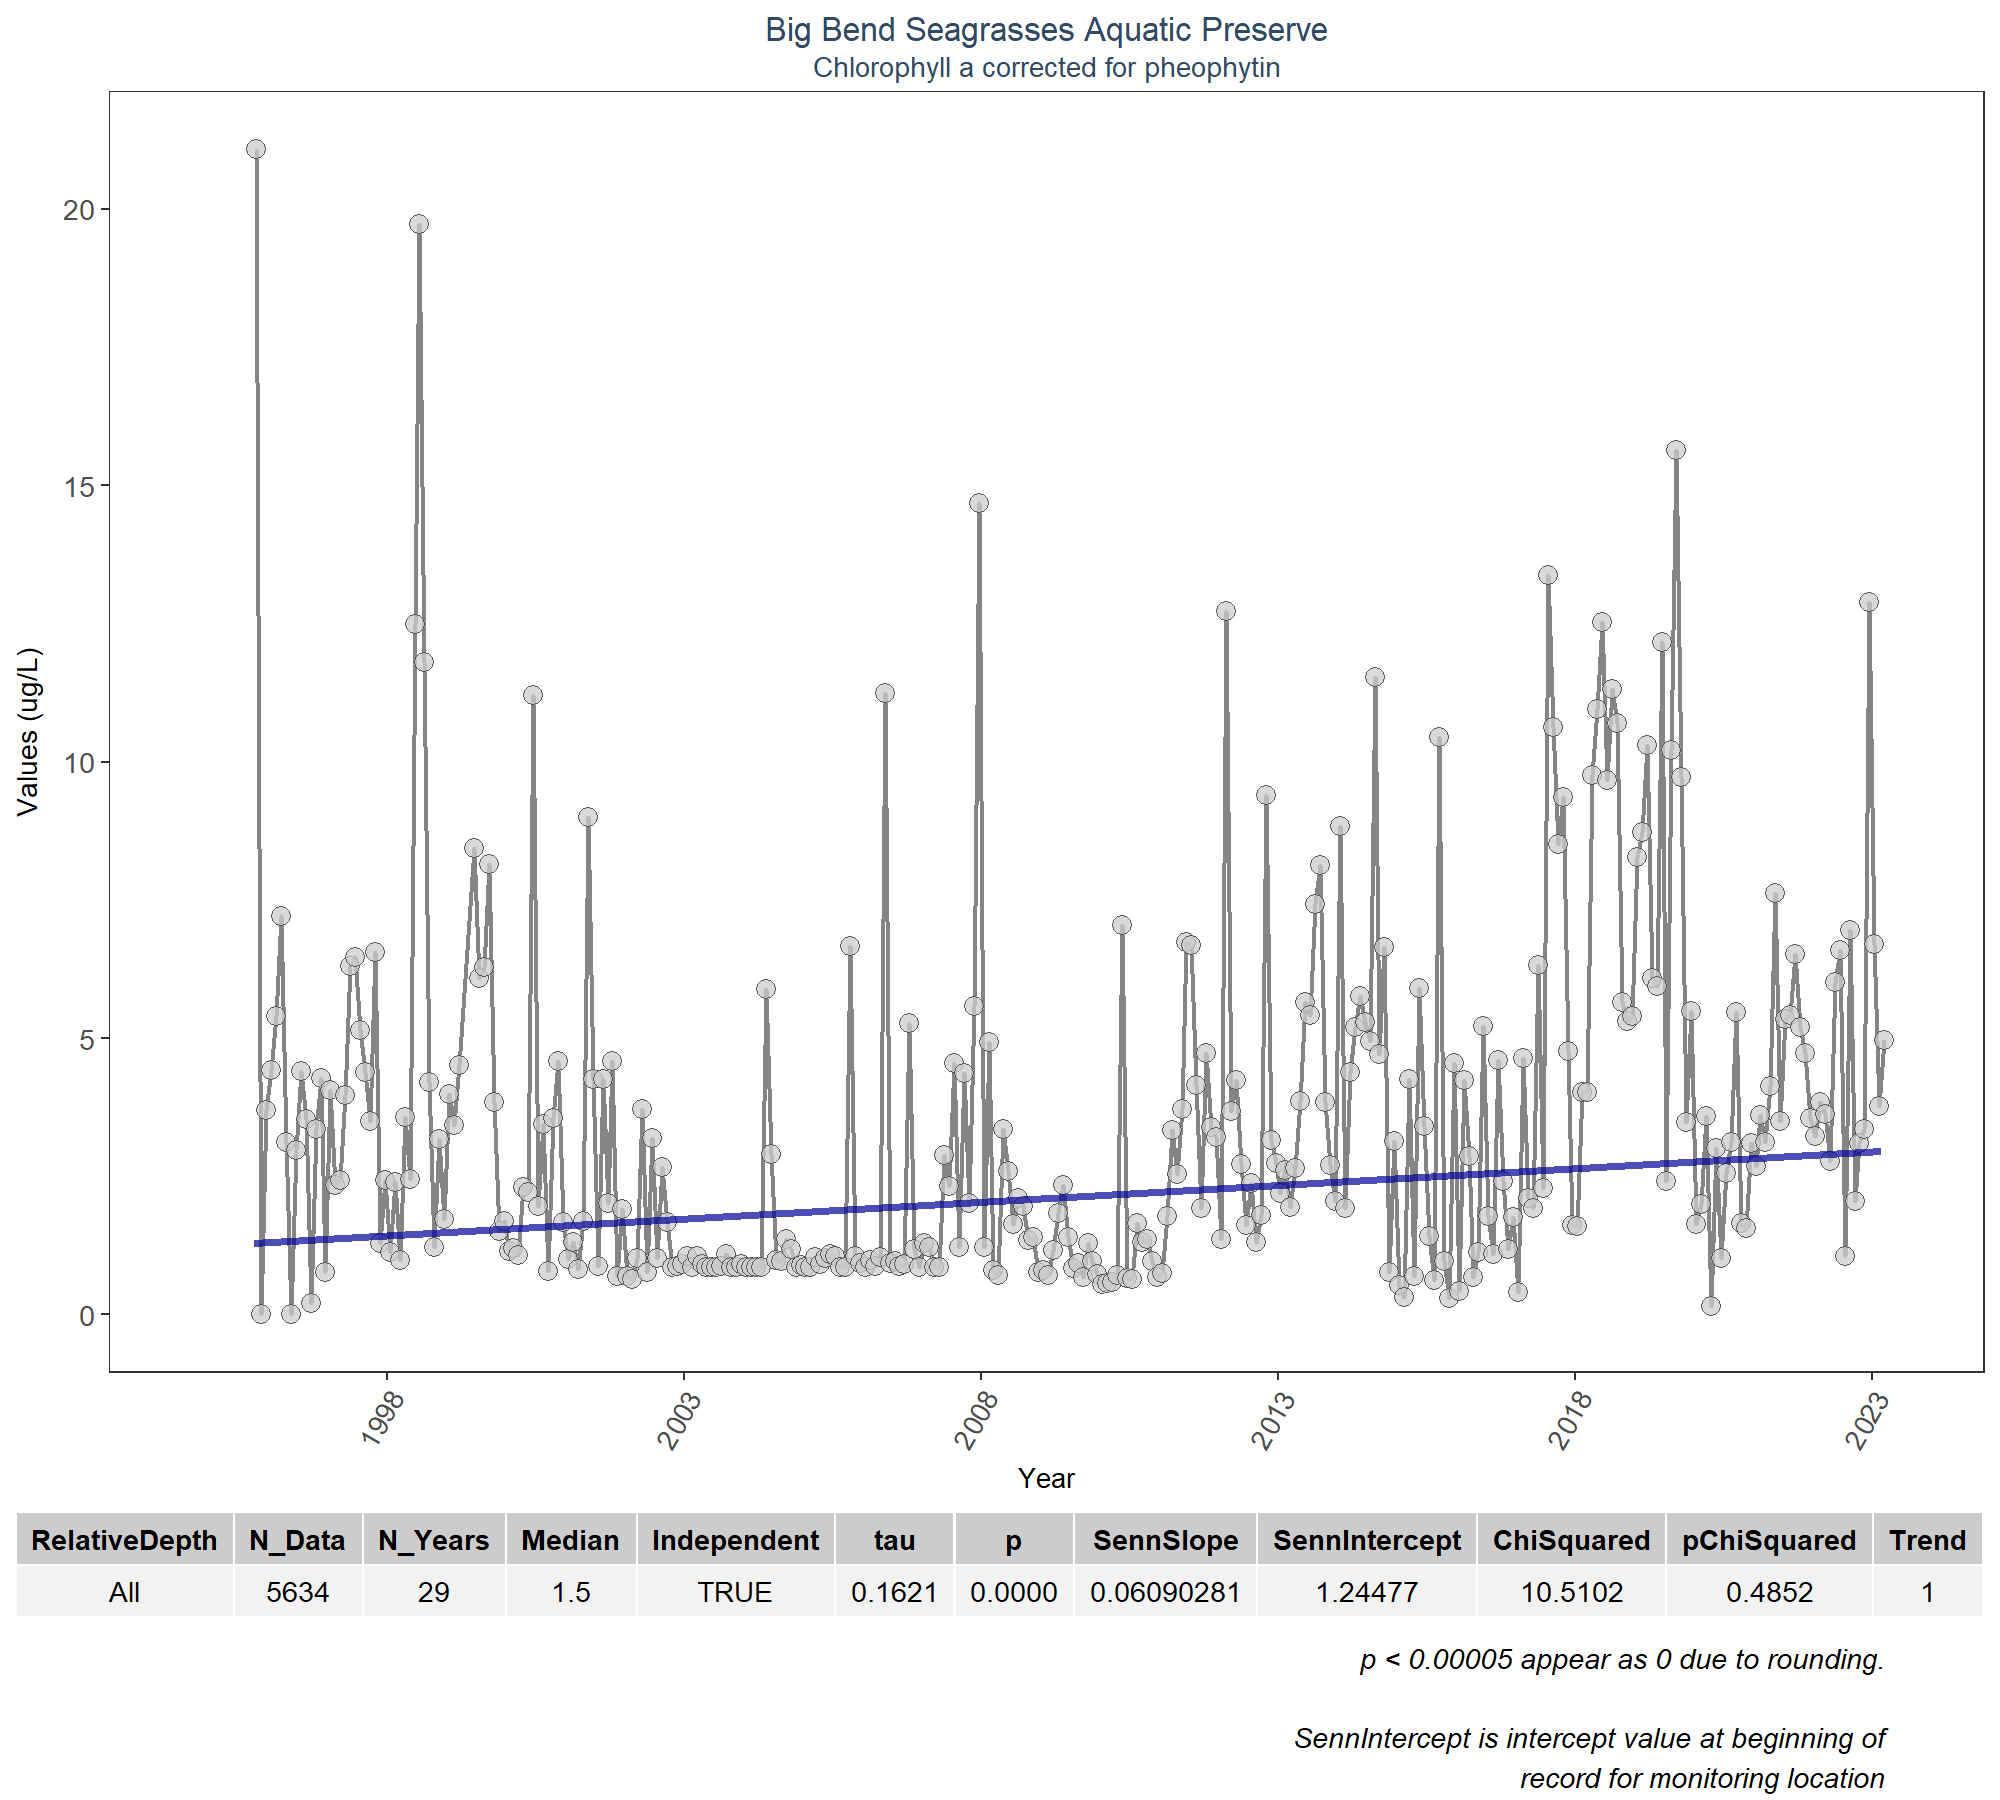 Big Bend Seagrasses Aquatic Preserve
Chlorophyll a corrected for pheophytin
Values (ug/L)
20
15
10
5
0
1998
2003
2008
2013
2018
2023
Year
RelativeDepth N_Data N_Years Median Independent tau p SennSlope SennIntercept ChiSquared pChiSquared Trend
All 5634 29 1.5 TRUE 0.1621 0.0000 0.06090281 1.24477 10.5102 0.4852 1
p < 0.00005 appear as 0 due to rounding.
SennIntercept is intercept value at beginning of
record for monitoring location